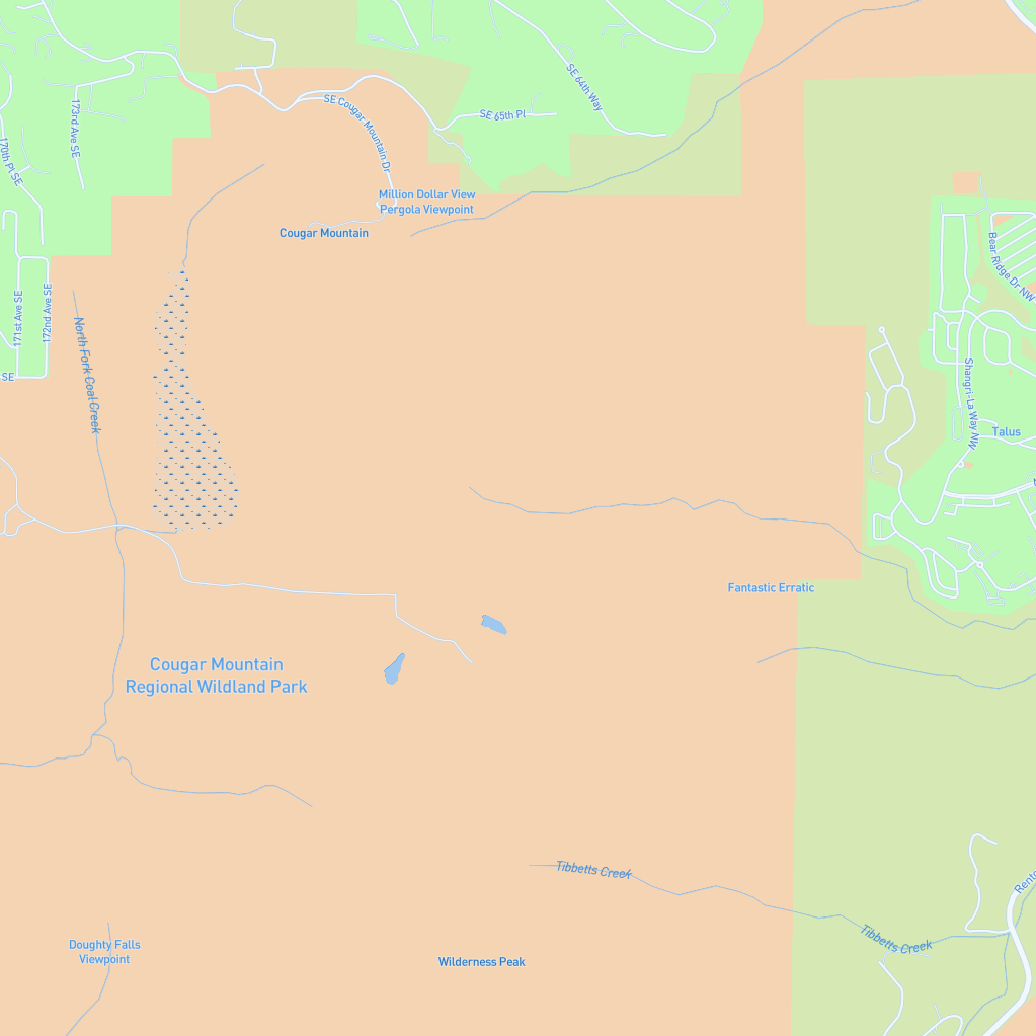 SE 64th Way
173rd Ave SE
SE Cougar Mountain Dr
SE 65th Pl
170th Pl SE
Million Dollar View
Pergola Viewpoint
Cougar Mountain
Bear Ridge Dr NW
171st Ave SE
172nd Ave SE
North Fork Coal Creek
SE
Shangri-La Way NW
Talus
Fantastic Erratic
Cougar Mountain
Regional Wildland Park
Tibbetts Creek
Rento
Tibbetts Creek
Doughty Falls
Viewpoint
Wilderness Peak